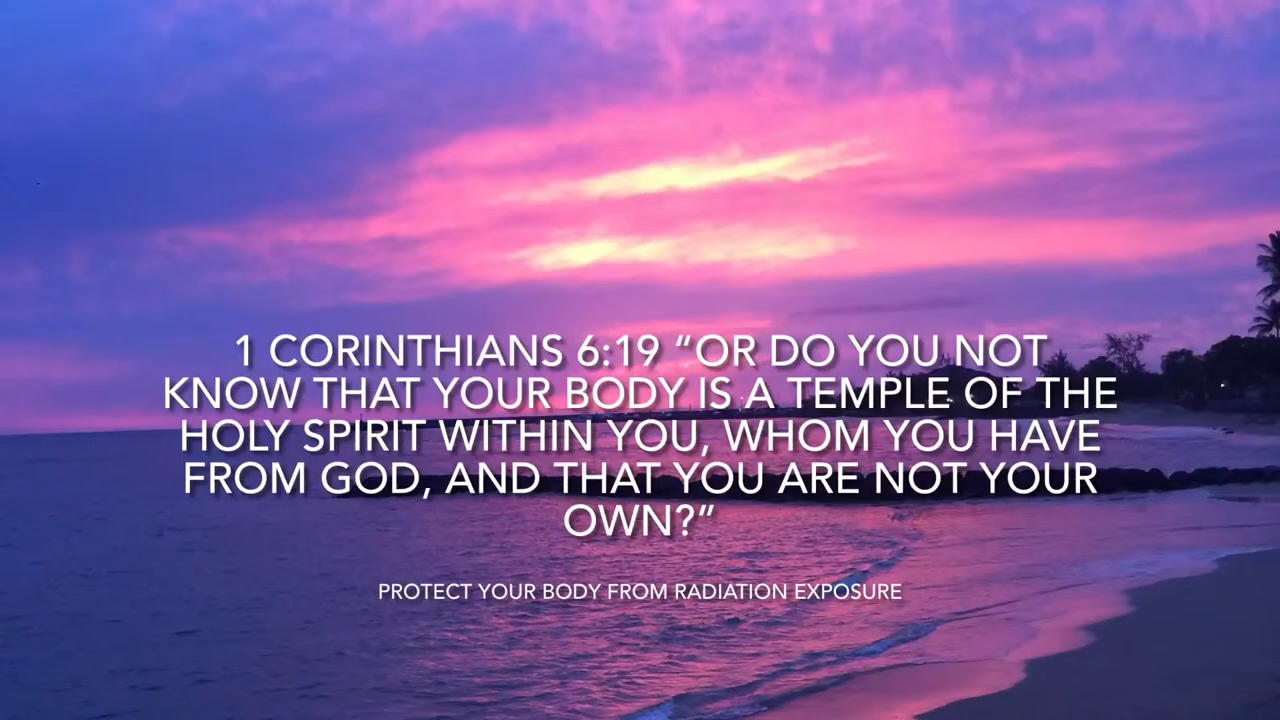 1 CORINTHIANS 6:19 “OR DO YOU NOT
KNOW THAT YOUR BODY IS A TEMPLE OF THE
HOLY SPIRIT WITHIN YOU, WHOM YOU HAVE
FROM GOD, AND THAT YOU ARE NOT YOUR
OWN?”
PROTECT YOUR BODY FROM RADIATION EXPOSURE